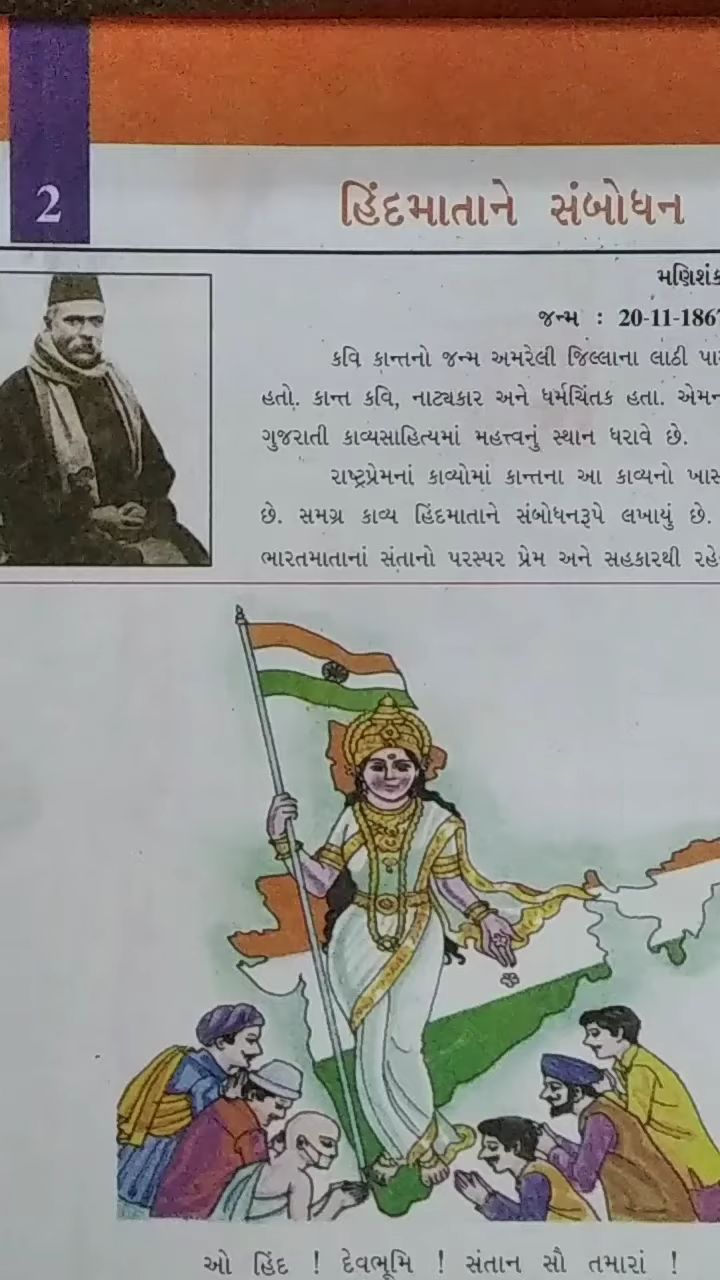 2
હિંદમાતાને સંબોધન
જન્મ : 20-11-186
કવિ કાન્તનો જન્મ અમરેલી જિલ્લાના લાઠી
હતો. કાન્ત કવિ, નાટ્યકાર અને ધર્મચિંતક હતા.
ગુજરાતી કાવ્યસાહિત્યમાં મહત્ત્વનું સ્થાન ધરાવે છે.
રાષ્ટ્રપ્રેમનાં કાવ્યોમાં કાન્તના આ કાવ્યનો
છે. સમગ્ર કાવ્ય હિંદમાતાને સંબોધનરૂપે લખાયું છે.
ભારતમાતાનાં સંતાનો પરસ્પર પ્રેમ અને સહકારથી
ઓ હિંદ ! દેવભૂમિ ! સંતાન સૌ તમારાં !